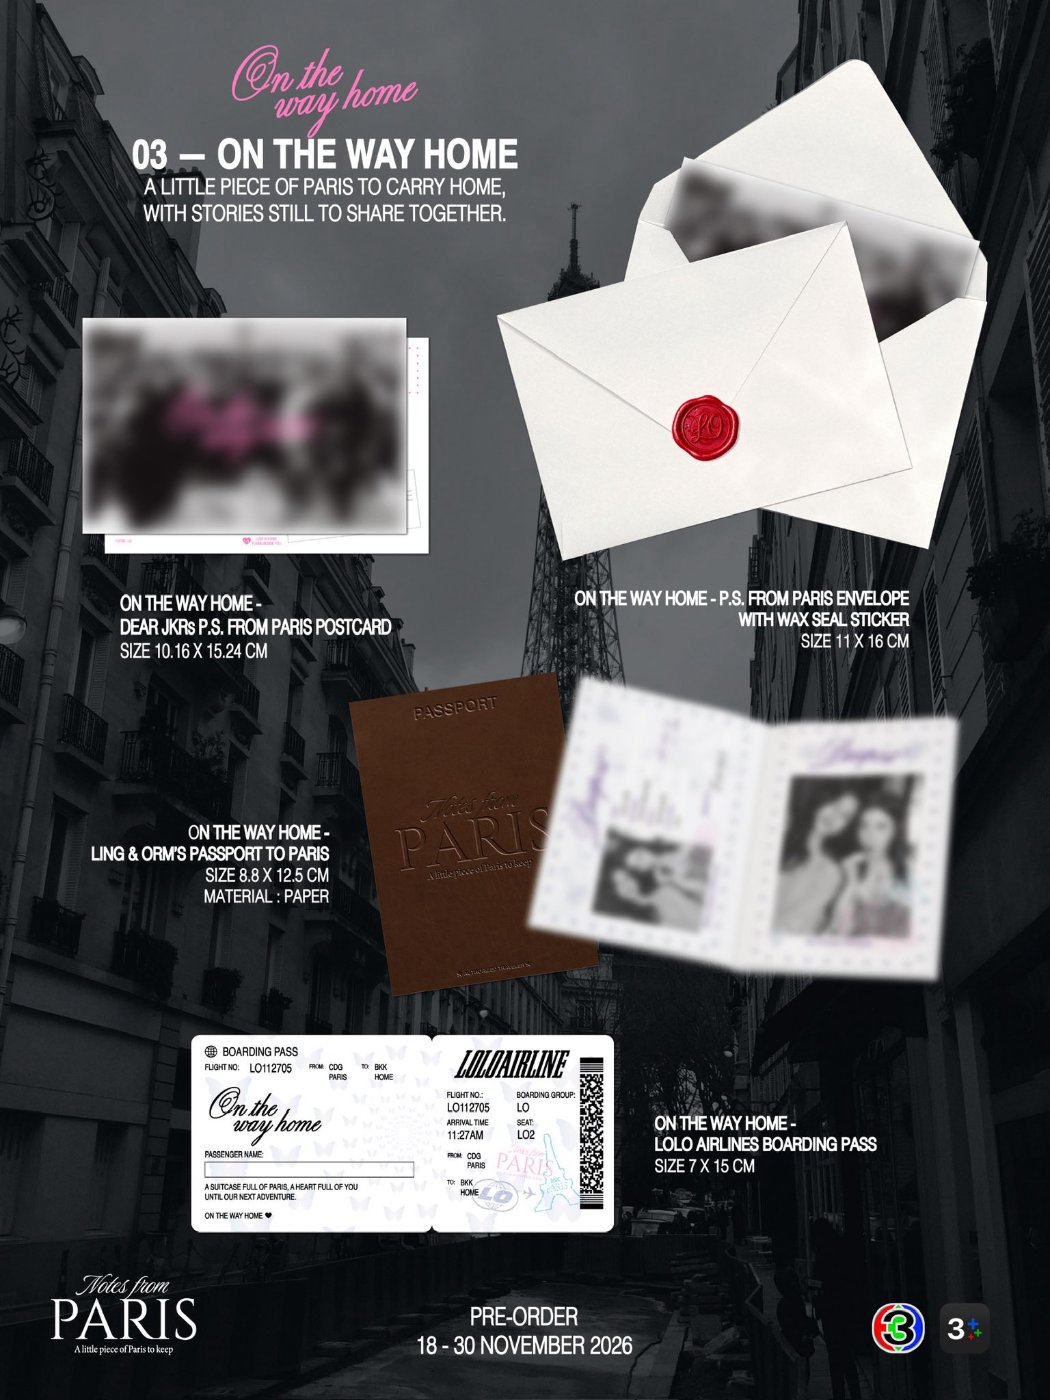 On the
way home
03 — ON THE WAY HOME
A LITTLE PIECE OF PARIS TO CARRY HOME,
WITH STORIES STILL TO SHARE TOGETHER.
LO
ON THE WAY HOME -
DEAR JKRs P.S. FROM PARIS POSTCARD
SIZE 10.16 X 15.24 CM
ON THE WAY HOME - P.S. FROM PARIS ENVELOPE
WITH WAX SEAL STICKER
SIZE 11 X 16 CM
PASSPORT
Notes from
PARIS
A little piece of Paris to keep
ON THE WAY HOME -
LING & ORM'S PASSPORT TO PARIS
SIZE 8.8 X 12.5 CM
MATERIAL : PAPER
BOARDING PASS
FLIGHT NO: LO112705 FROM: CDG PARIS TO: BKK HOME
On the
way home
PASSENGER NAME:
A SUITCASE FULL OF PARIS, A HEART FULL OF YOU
UNTIL OUR NEXT ADVENTURE.
ON THE WAY HOME ♥
LOLOAIRLINE
FLIGHT NO.: BOARDING GROUP:
LO112705 LO
ARRIVAL TIME SEAT:
11:27AM LO2
FROM: CDG
PARIS
TO: BKK
HOME
PARIS
LO
ON THE WAY HOME -
LOLO AIRLINES BOARDING PASS
SIZE 7 X 15 CM
Notes from
PARIS
A little piece of Paris to keep
PRE-ORDER
18 - 30 NOVEMBER 2026
3
3+